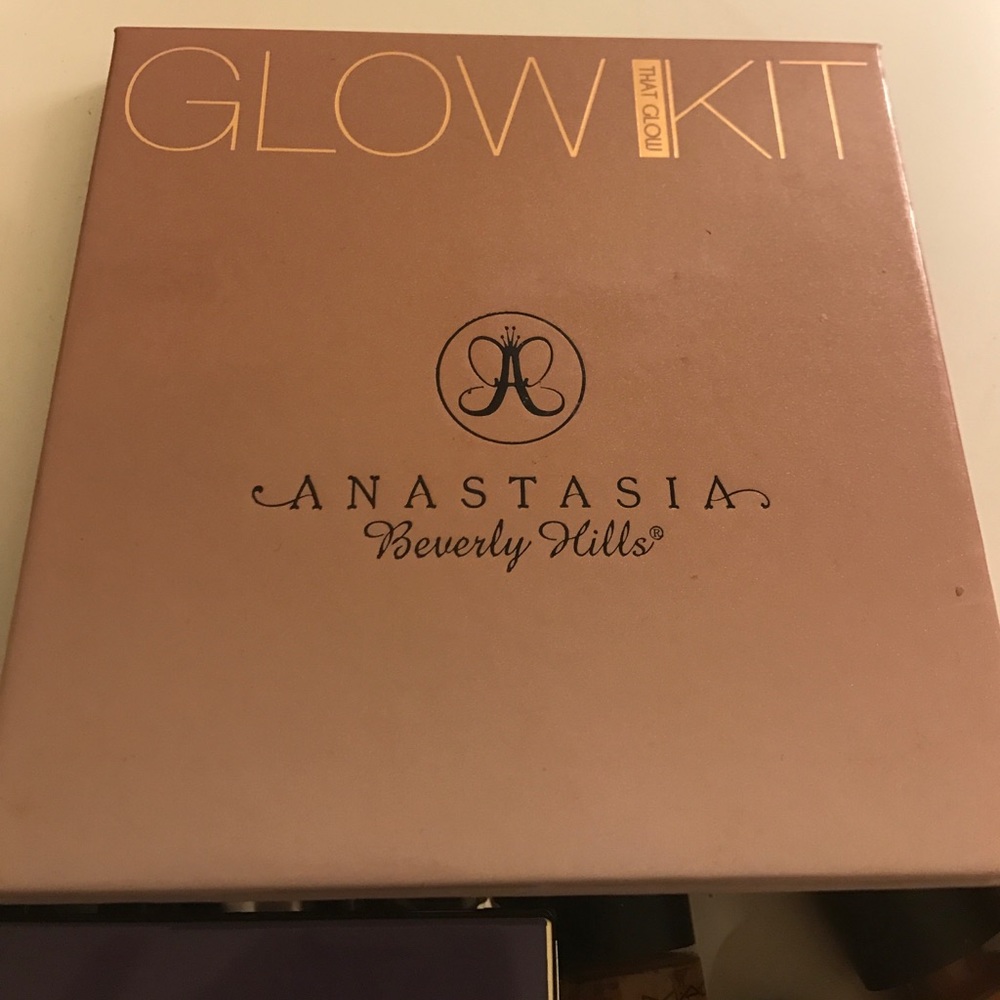 GLOW THAT GLOW KIT
A
ANASTASIA
Beverly Hills®